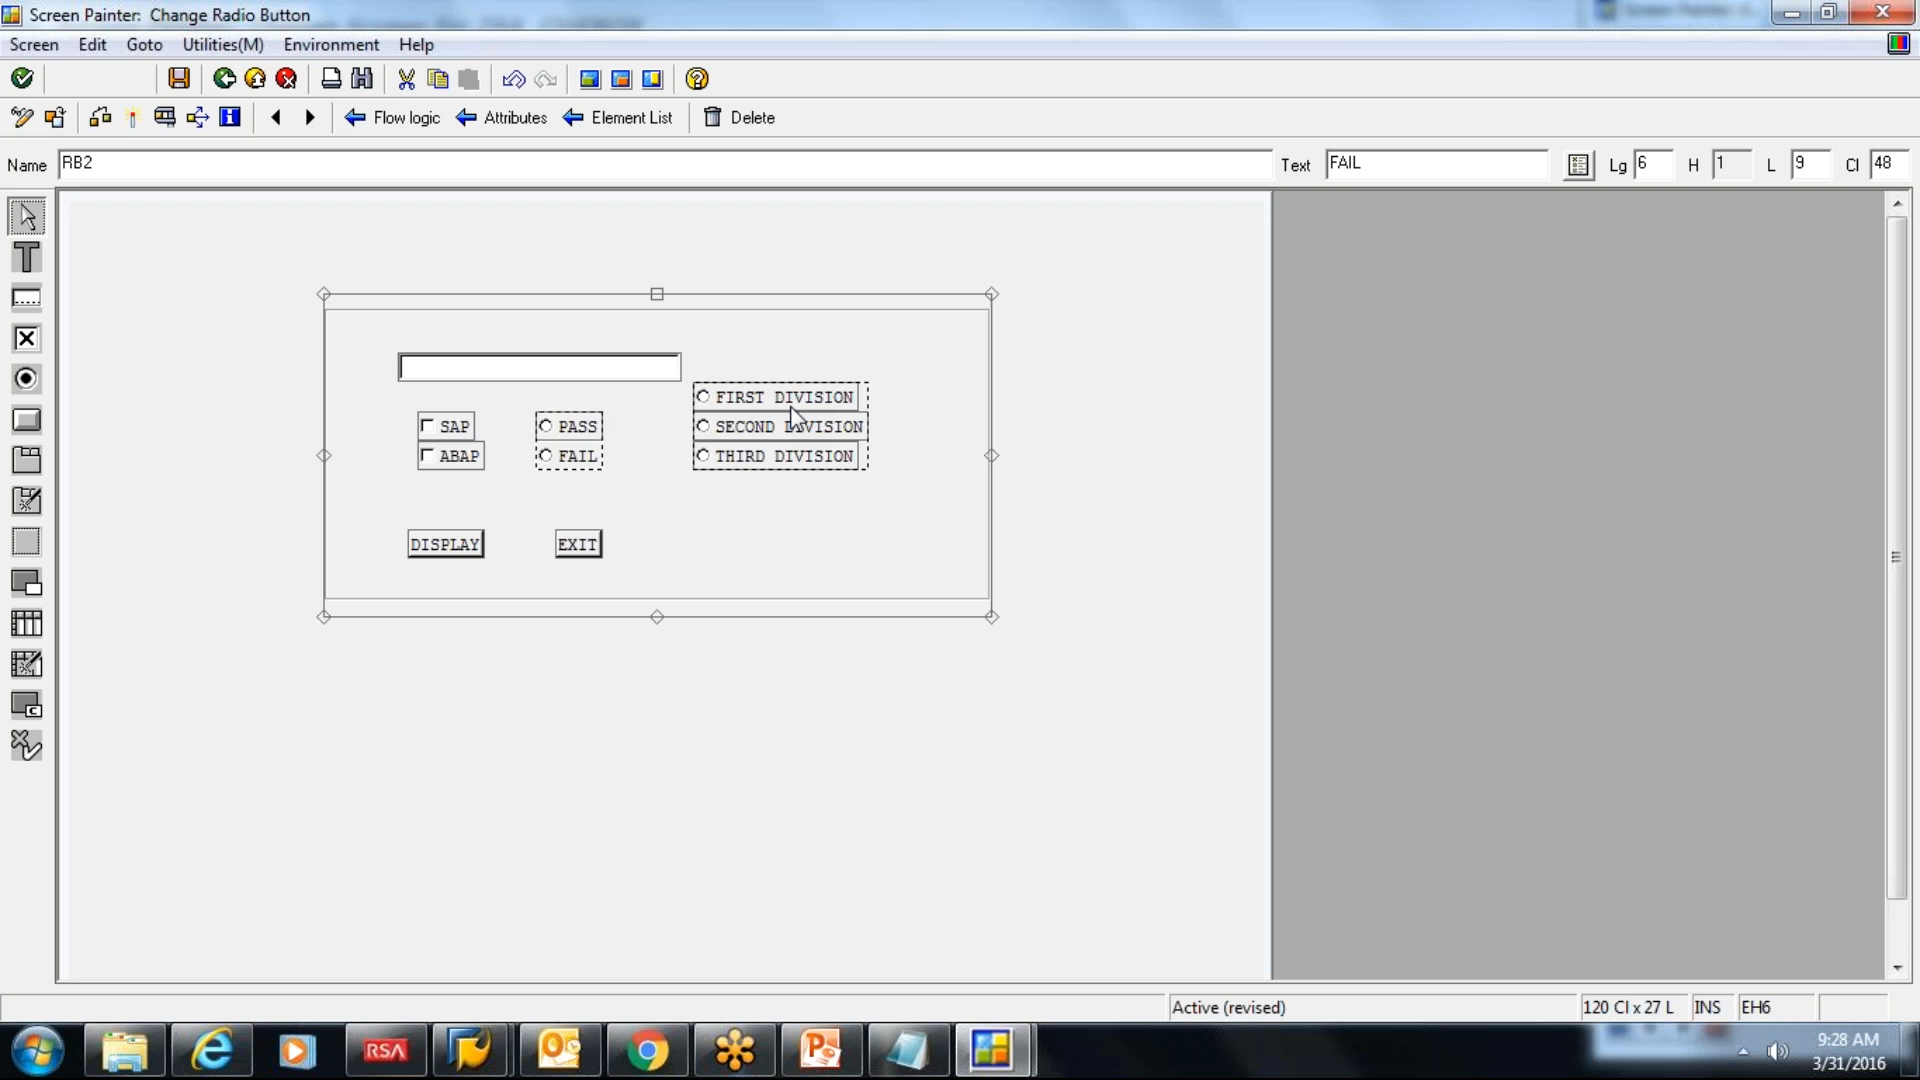 Screen Painter: Change Radio Button
Screen Edit Goto Utilities(M) Environment Help
Flow logic Attributes Element List Delete
Name RB2 Text FAIL Lg 6 H 1 L 9 Cl 48
FIRST DIVISION
SAP PASS SECOND DIVISION
ABAP FAIL THIRD DIVISION
DISPLAY EXIT
Active (revised) 120 Cl x 27 L INS EH6
RSA
9:28 AM
3/31/2016